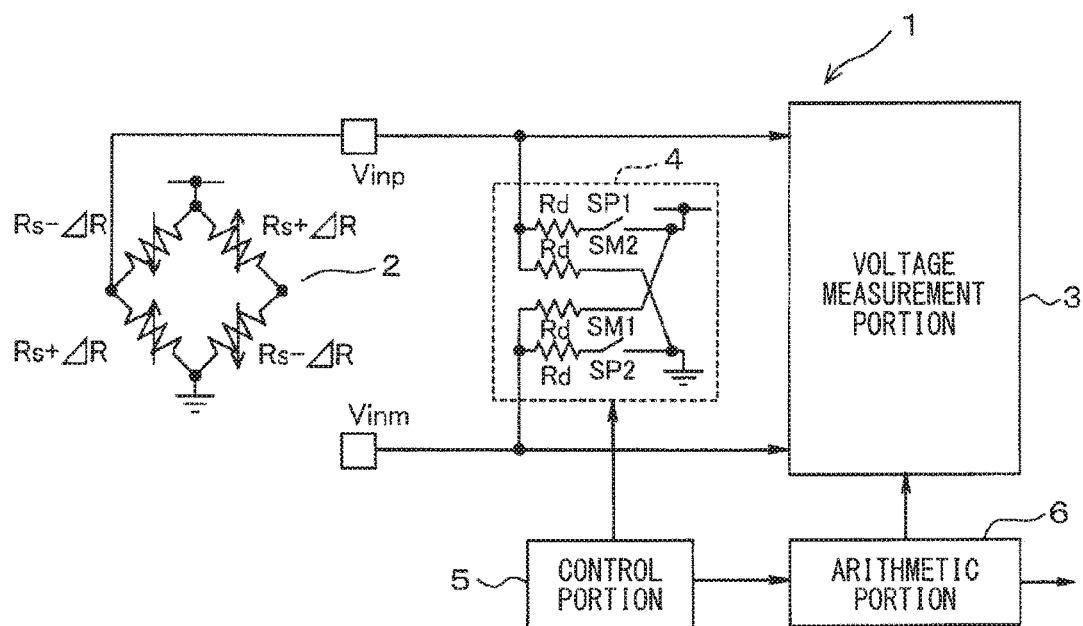 1
Vinp
4
Rs-⊿R
Rs+⊿R
Rd SP1
Rd SM2
2
VOLTAGE
MEASUREMENT
PORTION
3
Rd SM1
Rd SP2
Rs+⊿R
Rs-⊿R
Vinm
6
5
CONTROL
PORTION
ARITHMETIC
PORTION